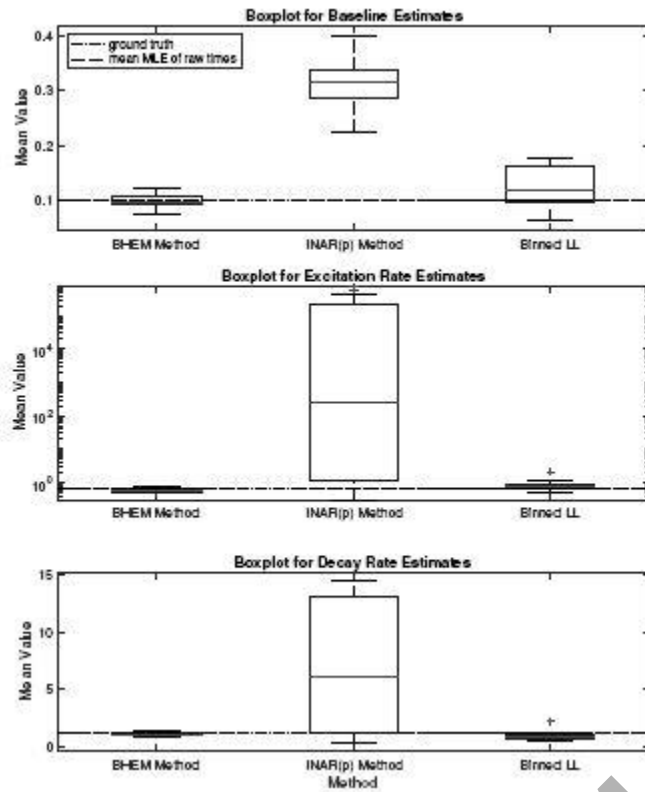 Boxplot for Baseline Estimates
0.4
0.3
0.2
0.1
Mean Value
ground truth
mean MLE of raw times
BHEM Method
INAR(p) Method
Binned LL
Boxplot for Excitation Rate Estimates
10^4
10^2
10^0
Mean Value
BHEM Method
INAR(p) Method
Binned LL
Boxplot for Decay Rate Estimates
15
10
5
0
Mean Value
BHEM Method
INAR(p) Method
Binned LL
Method